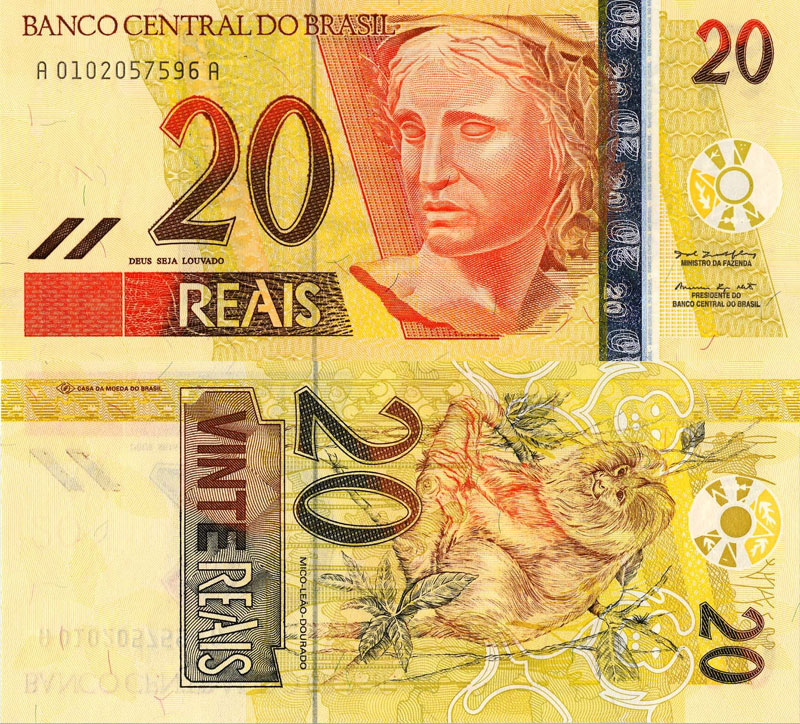 BANCO CENTRAL DO BRASIL
A 0102057596 A
20
20
DEUS SEJA LOUVADO
REAIS
MINISTRO DA FAZENDA
PRESIDENTE DO
BANCO CENTRAL DO BRASIL
20
CASA DA MOEDA DO BRASIL
VINTE REAIS
20
MICO-LEÃO-DOURADO
20